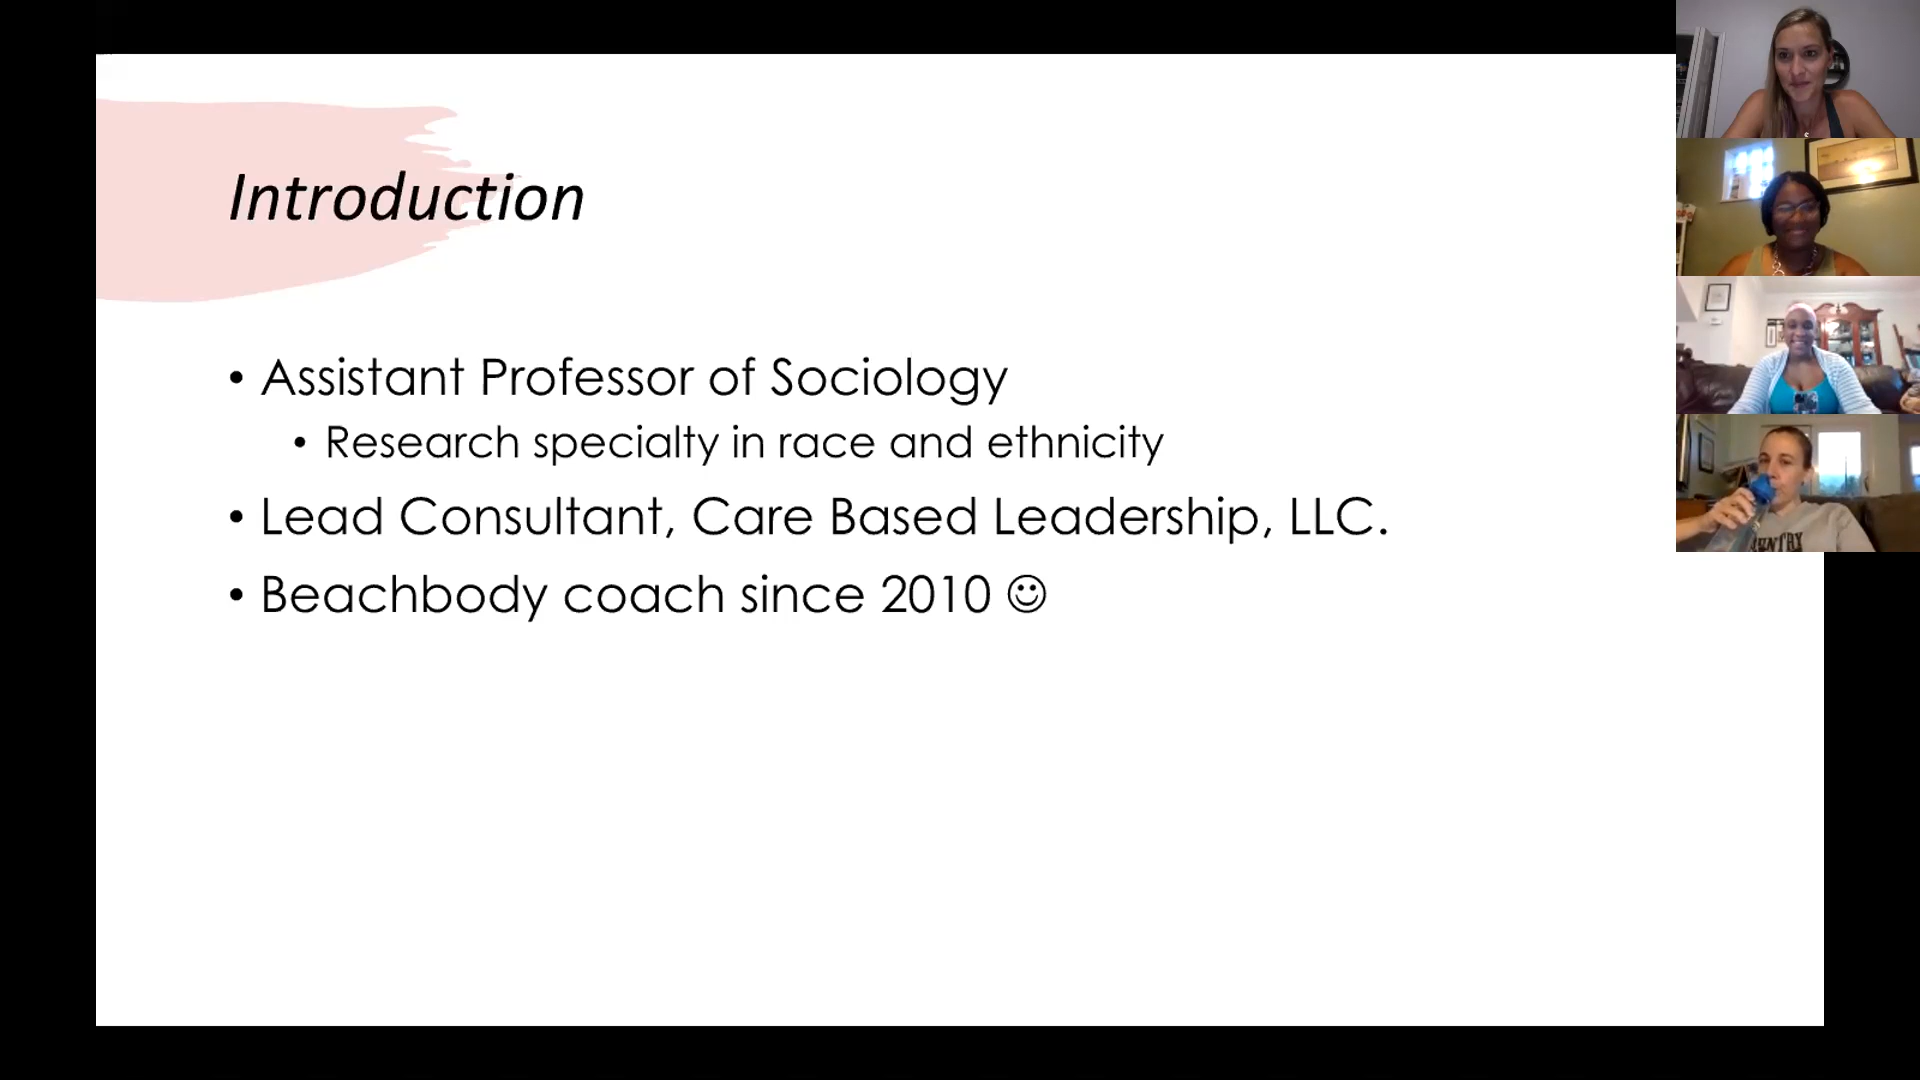 Introduction
• Assistant Professor of Sociology
• Research specialty in race and ethnicity
• Lead Consultant, Care Based Leadership, LLC.
• Beachbody coach since 2010 ☺